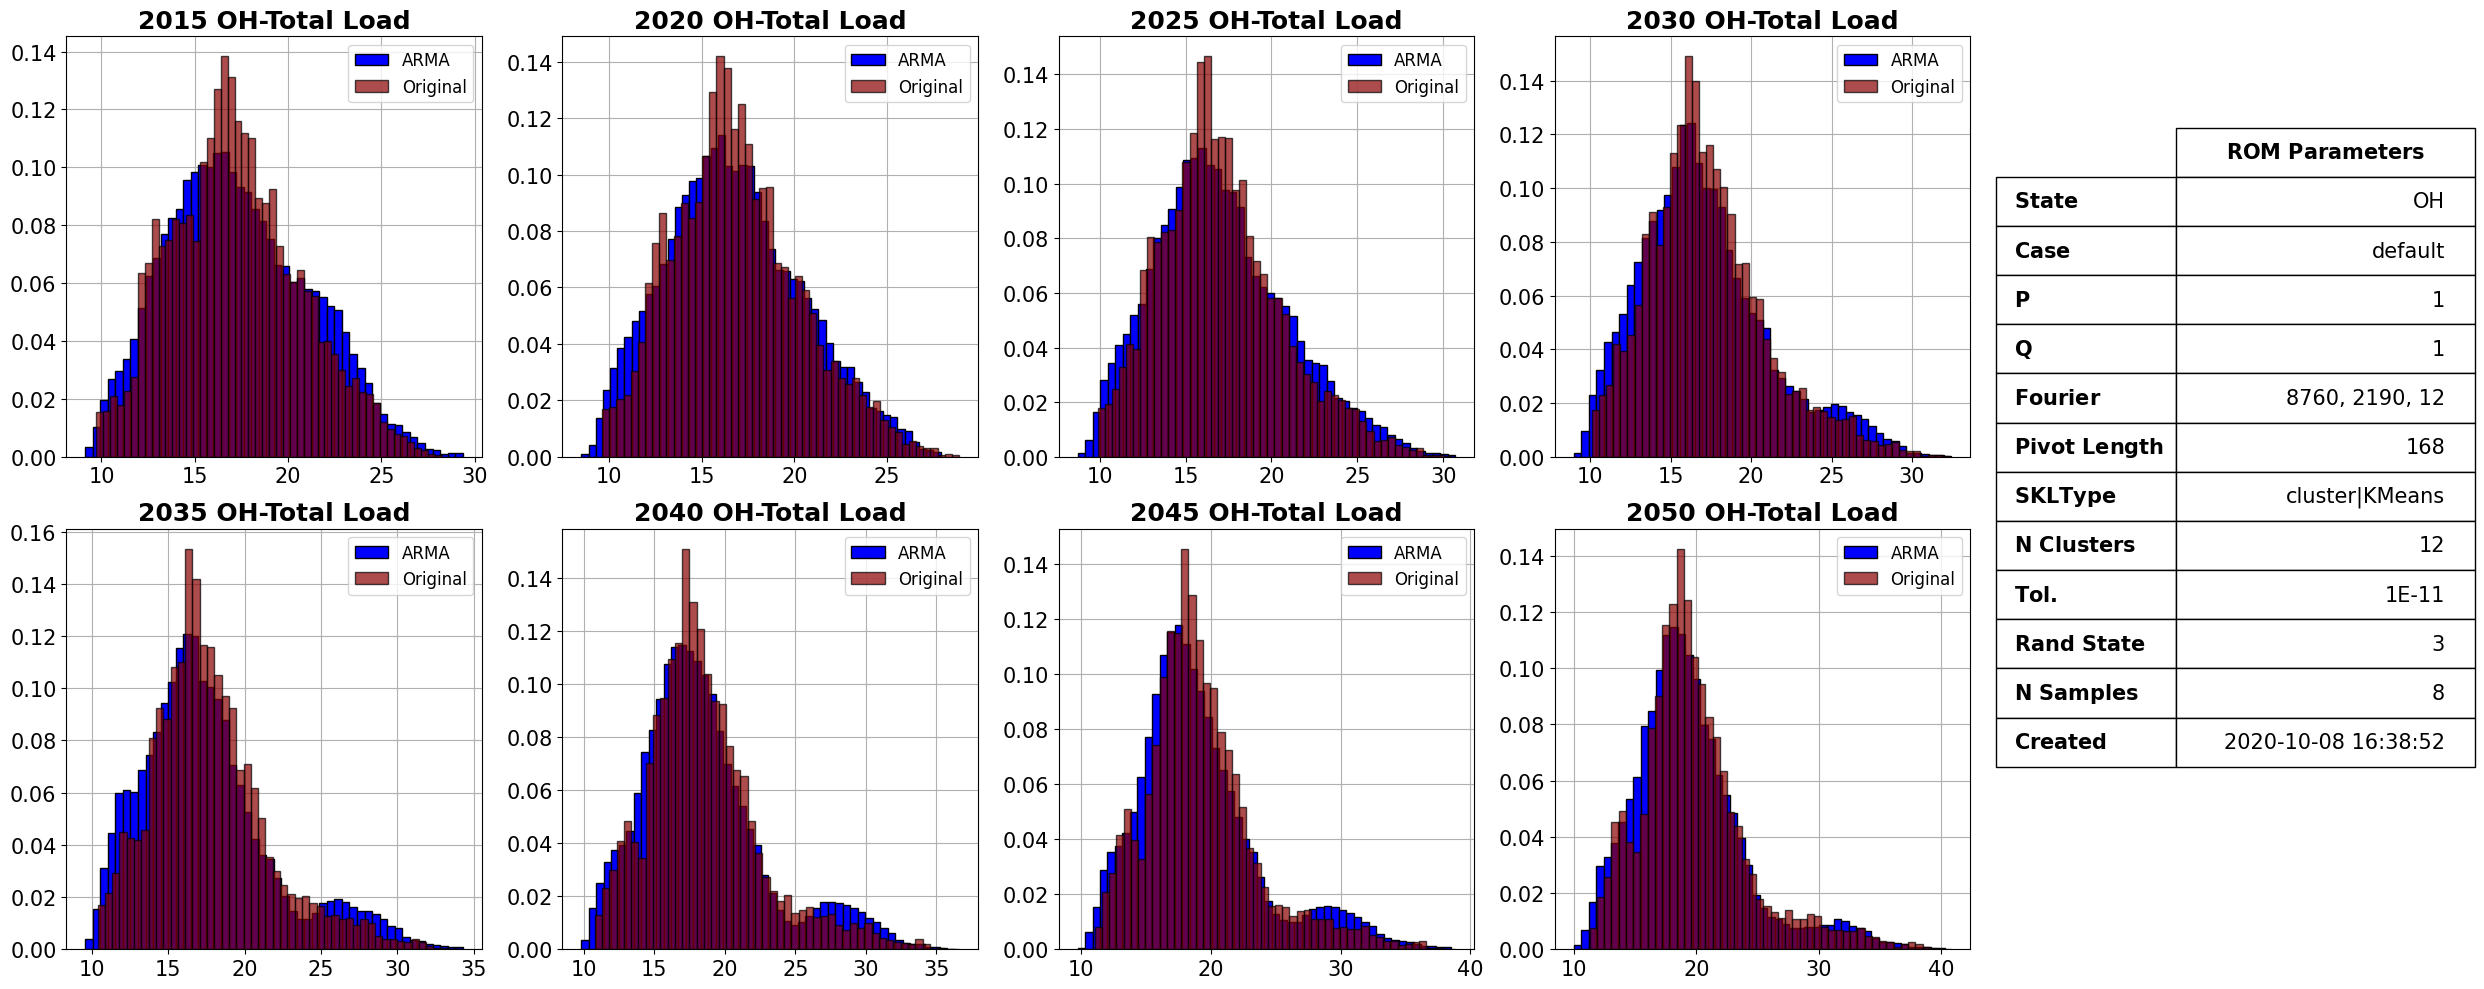 2015 OH-Total Load
0.14
0.12
0.10
0.08
0.06
0.04
0.02
0.00
10 15 20 25 30
ARMA
Original
2020 OH-Total Load
0.14
0.12
0.10
0.08
0.06
0.04
0.02
0.00
10 15 20 25
ARMA
Original
2025 OH-Total Load
0.14
0.12
0.10
0.08
0.06
0.04
0.02
0.00
10 15 20 25 30
ARMA
Original
2030 OH-Total Load
0.14
0.12
0.10
0.08
0.06
0.04
0.02
0.00
10 15 20 25 30
ARMA
Original
2035 OH-Total Load
0.16
0.14
0.12
0.10
0.08
0.06
0.04
0.02
0.00
10 15 20 25 30 35
ARMA
Original
2040 OH-Total Load
0.14
0.12
0.10
0.08
0.06
0.04
0.02
0.00
10 15 20 25 30 35
ARMA
Original
2045 OH-Total Load
0.14
0.12
0.10
0.08
0.06
0.04
0.02
0.00
10 20 30 40
ARMA
Original
2050 OH-Total Load
0.14
0.12
0.10
0.08
0.06
0.04
0.02
0.00
10 20 30 40
ARMA
Original
ROM Parameters
State OH
Case default
P 1
Q 1
Fourier 8760, 2190, 12
Pivot Length 168
SKLType cluster|KMeans
N Clusters 12
Tol. 1E-11
Rand State 3
N Samples 8
Created 2020-10-08 16:38:52